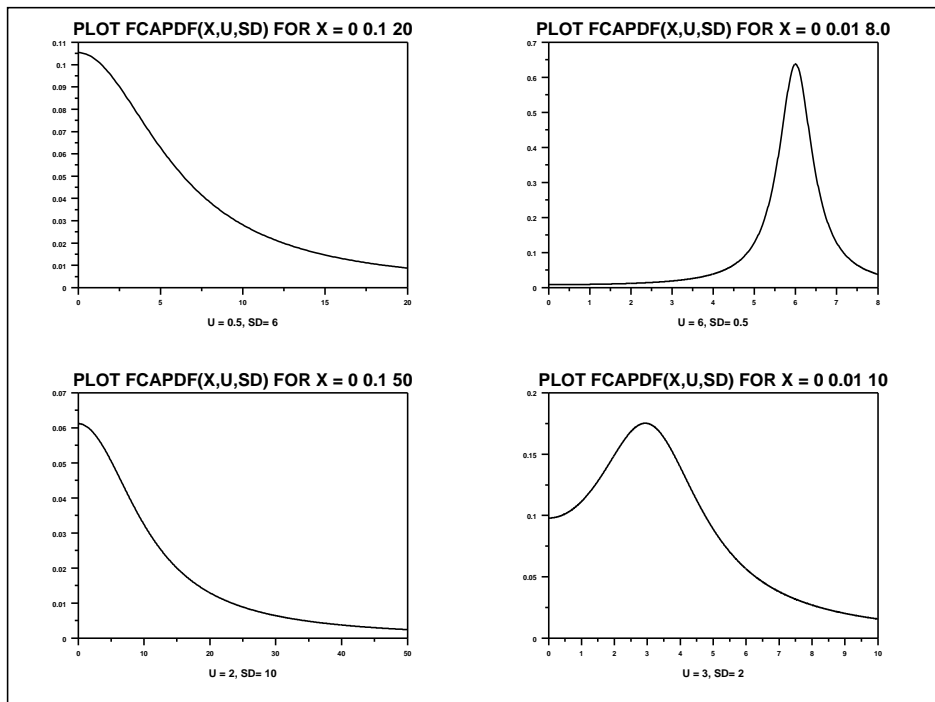 PLOT FCAPDF(X,U,SD) FOR X = 0 0.1 20
0.11
0.1
0.09
0.08
0.07
0.06
0.05
0.04
0.03
0.02
0.01
0
0 5 10 15 20
U = 0.5, SD= 6
PLOT FCAPDF(X,U,SD) FOR X = 0 0.01 8.0
0.7
0.6
0.5
0.4
0.3
0.2
0.1
0
0 1 2 3 4 5 6 7 8
U = 6, SD= 0.5
PLOT FCAPDF(X,U,SD) FOR X = 0 0.1 50
0.07
0.06
0.05
0.04
0.03
0.02
0.01
0
0 10 20 30 40 50
U = 2, SD= 10
PLOT FCAPDF(X,U,SD) FOR X = 0 0.01 10
0.2
0.15
0.1
0.05
0
0 1 2 3 4 5 6 7 8 9 10
U = 3, SD= 2